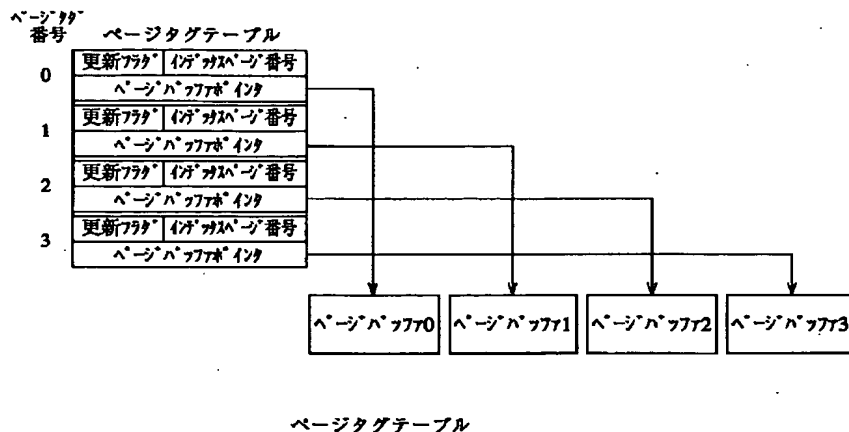 ページタグ
番号 ページタグテーブル
0 更新フラグ インデックスページ番号
ページバッファポインタ
1 更新フラグ インデックスページ番号
ページバッファポインタ
2 更新フラグ インデックスページ番号
ページバッファポインタ
3 更新フラグ インデックスページ番号
ページバッファポインタ
ページバッファ0 ページバッファ1 ページバッファ2 ページバッファ3
ページタグテーブル